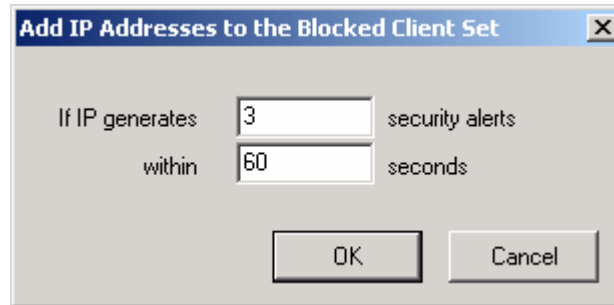 Add IP Addresses to the Blocked Client Set
If IP generates 3 security alerts
within 60 seconds
OK Cancel